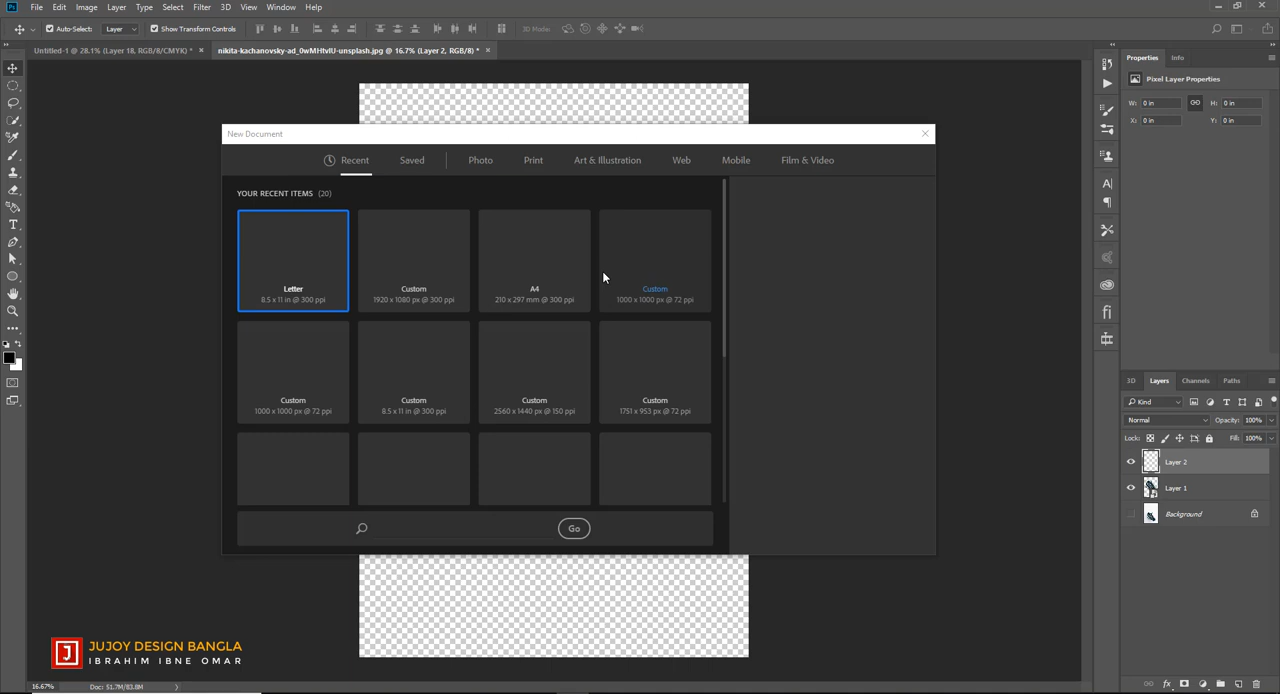 Ps File Edit Image Layer Type Select Filter 3D View Window Help
Auto-Select: Layer Show Transform Controls 3D Mode:
Untitled-1 @ 28.1% (Layer 18, RGB/8/CMYK) * × nikita-kachanovsky-ad_0wMHtvlU-unsplash.jpg @ 16.7% (Layer 2, RGB/8) * ×
New Document
Recent Saved Photo Print Art & Illustration Web Mobile Film & Video
YOUR RECENT ITEMS (20)
Letter
8.5 x 11 in @ 300 ppi
Custom
1920 x 1080 px @ 300 ppi
A4
210 x 297 mm @ 300 ppi
Custom
1000 x 1000 px @ 72 ppi
Custom
1000 x 1000 px @ 72 ppi
Custom
8.5 x 11 in @ 300 ppi
Custom
2560 x 1440 px @ 150 ppi
Custom
1751 x 953 px @ 72 ppi
Go
Properties Info
Pixel Layer Properties
W: 0 in H: 0 in
X: 0 in Y: 0 in
3D Layers Channels Paths
Kind
Normal Opacity: 100%
Lock: Fill: 100%
Layer 2
Layer 1
Background
J JUJOY DESIGN BANGLA
IBRAHIM IBNE OMAR
16.67% Doc: 51.7M/83.8M